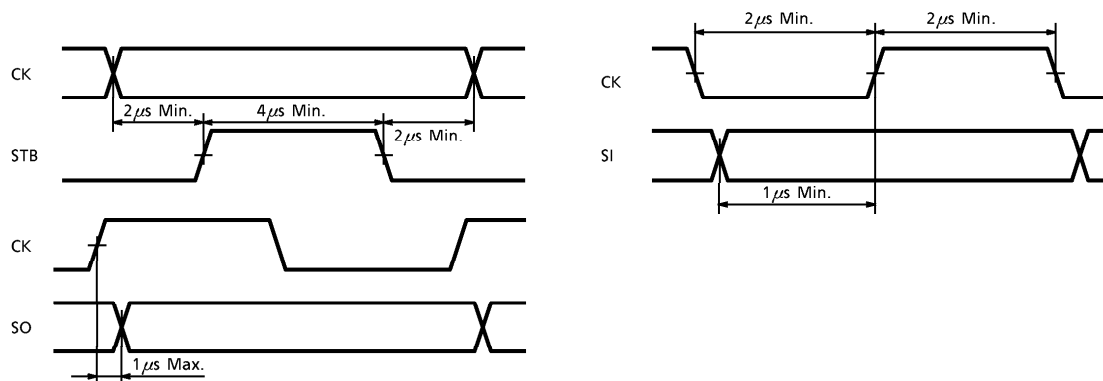 CK
2μs Min.
4μs Min.
2μs Min.
STB
CK
SO
1μs Max.
2μs Min.
2μs Min.
CK
SI
1μs Min.